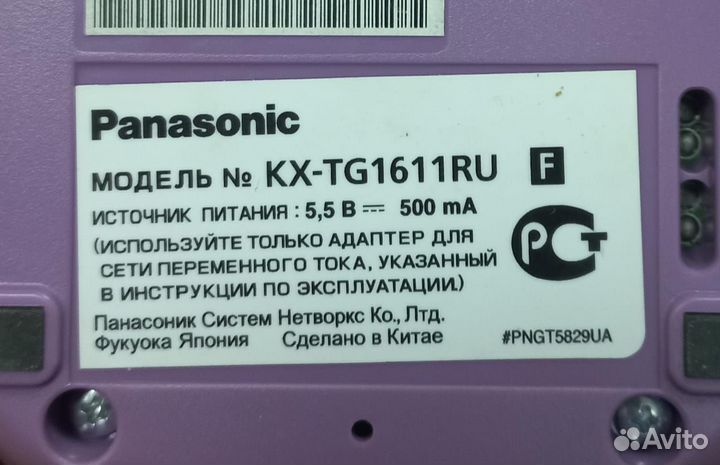 Panasonic
МОДЕЛЬ № KX-TG1611RU F
ИСТОЧНИК ПИТАНИЯ : 5,5 В ⎓ 500 mA
(ИСПОЛЬЗУЙТЕ ТОЛЬКО АДАПТЕР ДЛЯ
СЕТИ ПЕРЕМЕННОГО ТОКА, УКАЗАННЫЙ
В ИНСТРУКЦИИ ПО ЭКСПЛУАТАЦИИ.)
РСТ
Панасоник Систем Нетворкс Ко., Лтд.
Фукуока Япония Сделано в Китае #PNGT5829UA
Avito